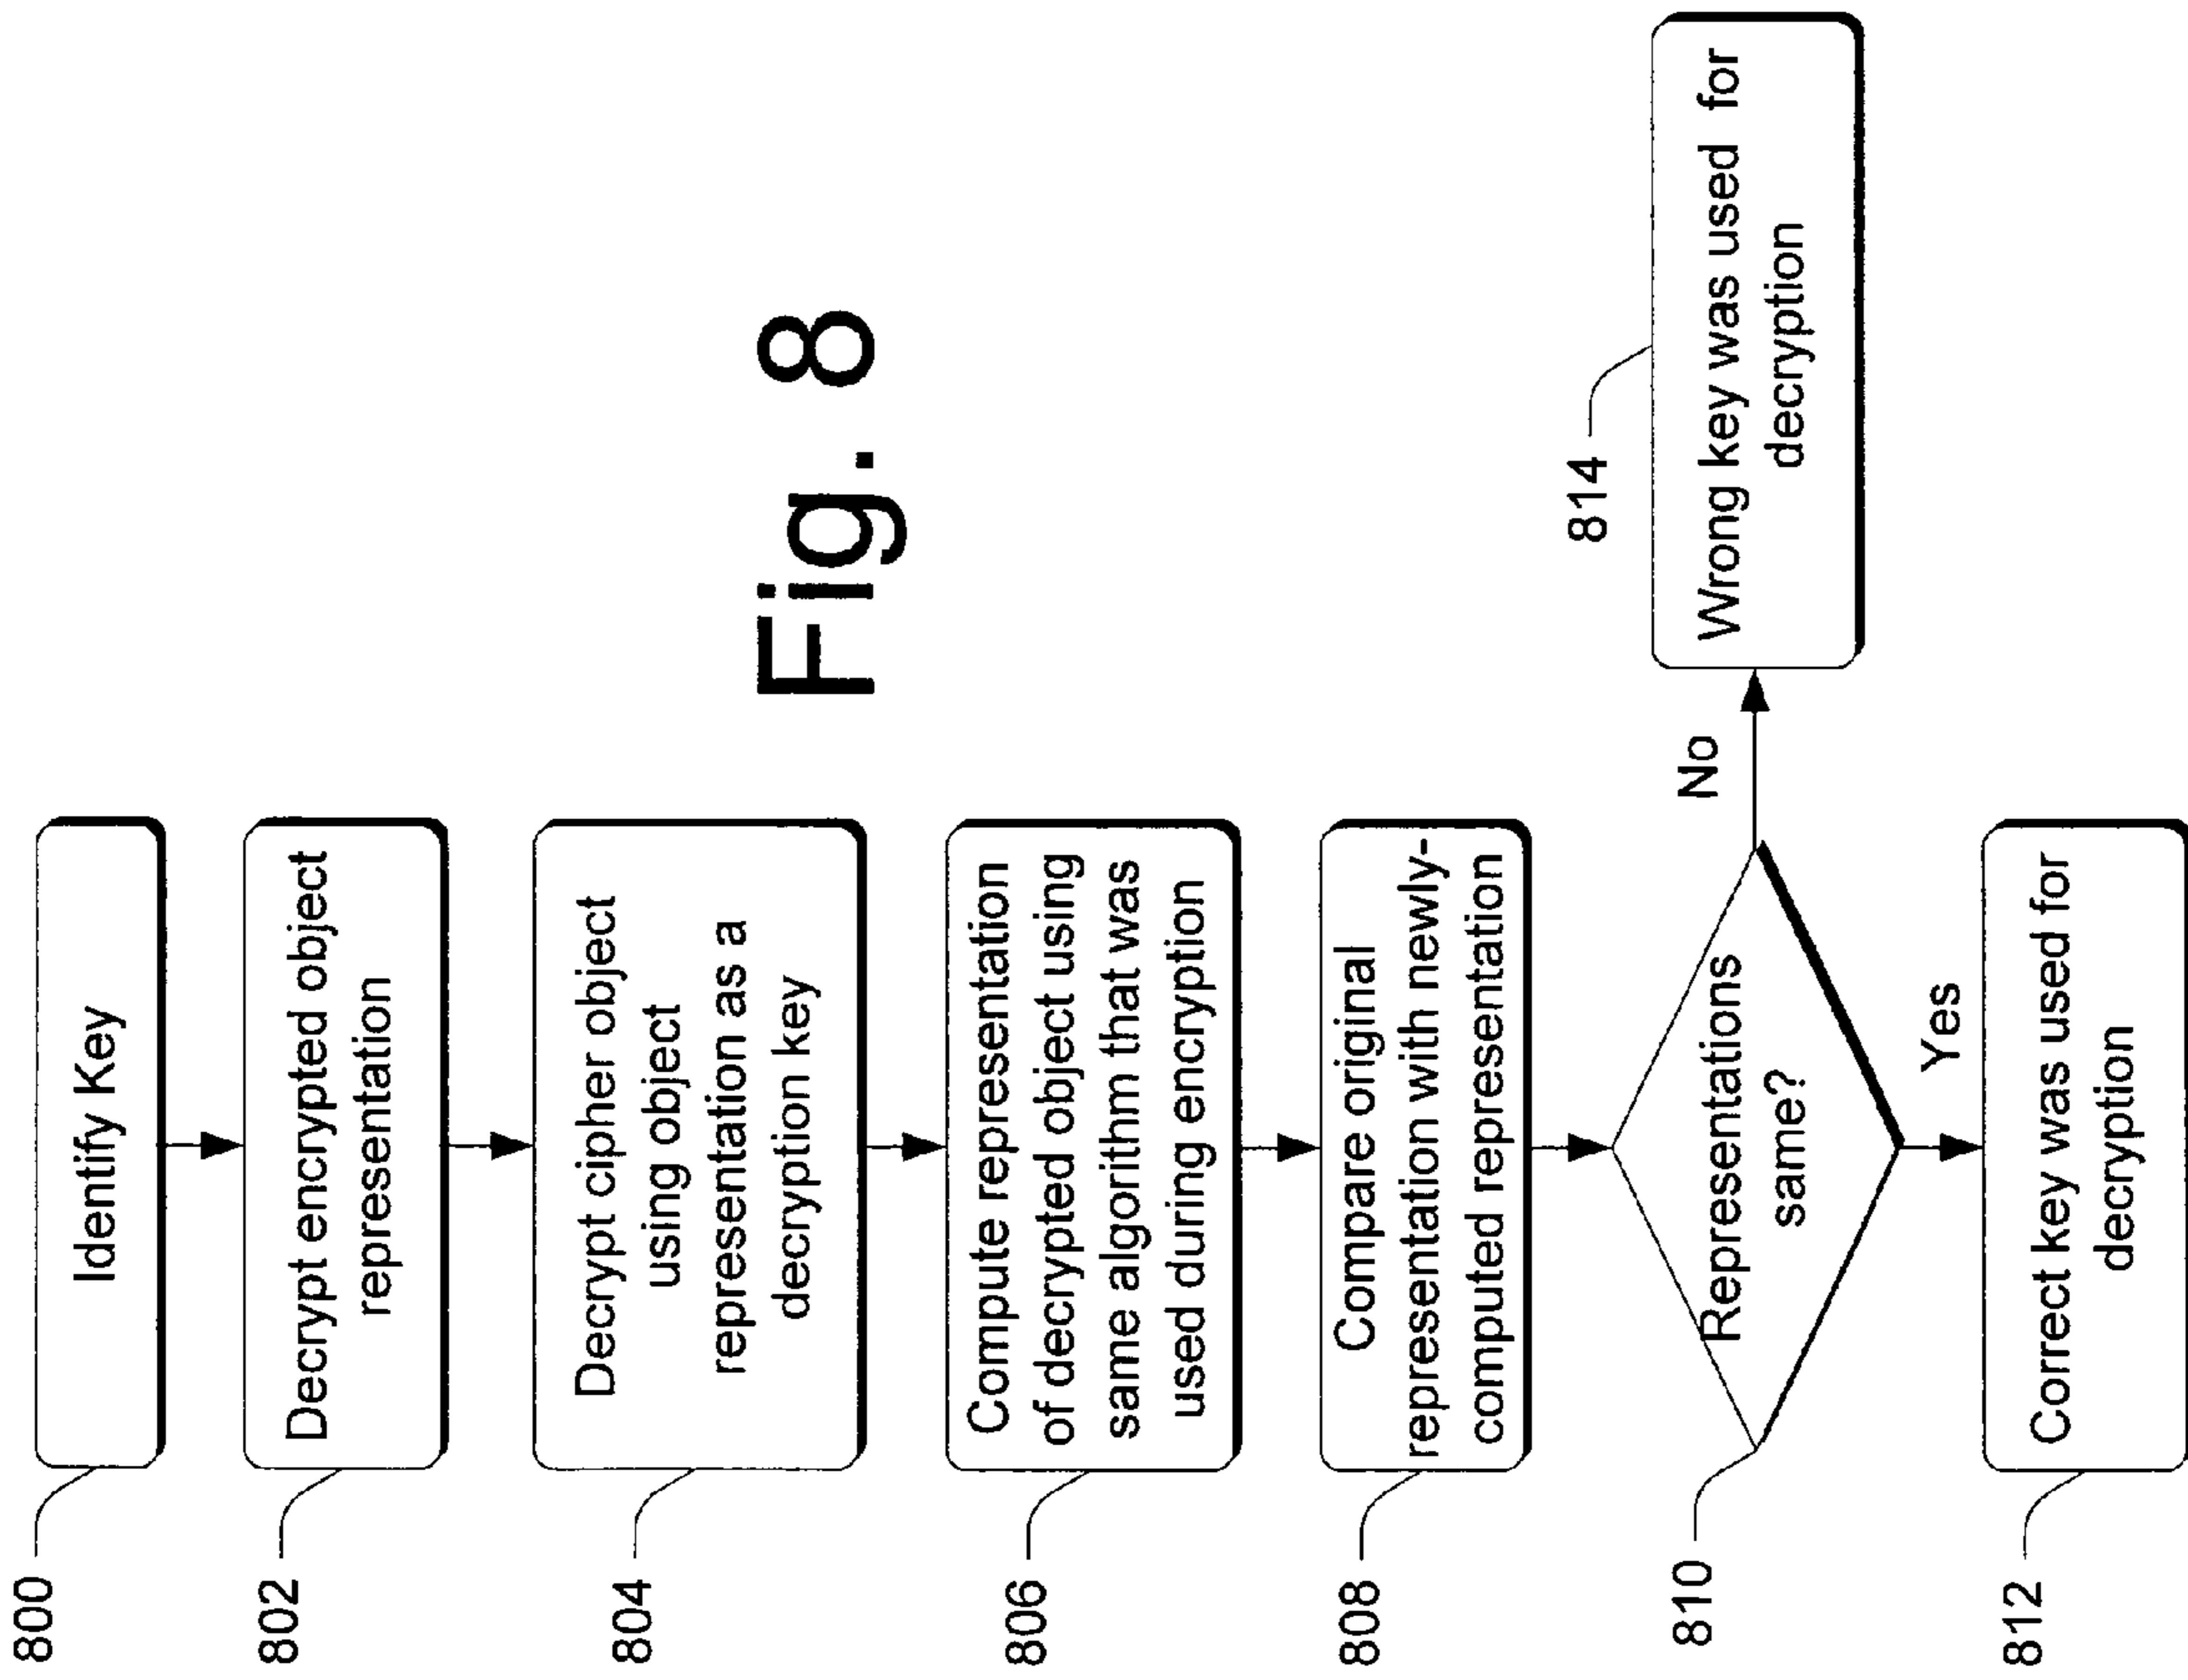 800
Identify Key
802
Decrypt encrypted object
representation
804
Decrypt cipher object
using object
representation as a
decryption key
Fig. 8
806
Compute representation
of decrypted object using
same algorithm that was
used during encryption
808
Compare original
representation with newly-
computed representation
810
Representations
same?
No
814
Wrong key was used for
decryption
Yes
812
Correct key was used for
decryption